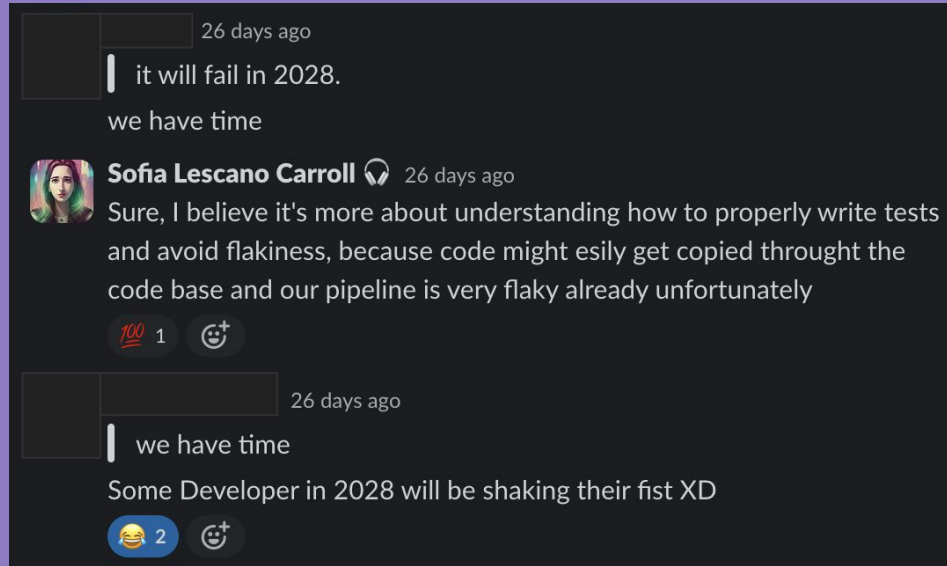 26 days ago
it will fail in 2028.
we have time
Sofia Lescano Carroll 🎧 26 days ago
Sure, I believe it's more about understanding how to properly write tests
and avoid flakiness, because code might esily get copied throught the
code base and our pipeline is very flaky already unfortunately
💯 1
26 days ago
we have time
Some Developer in 2028 will be shaking their fist XD
😂 2